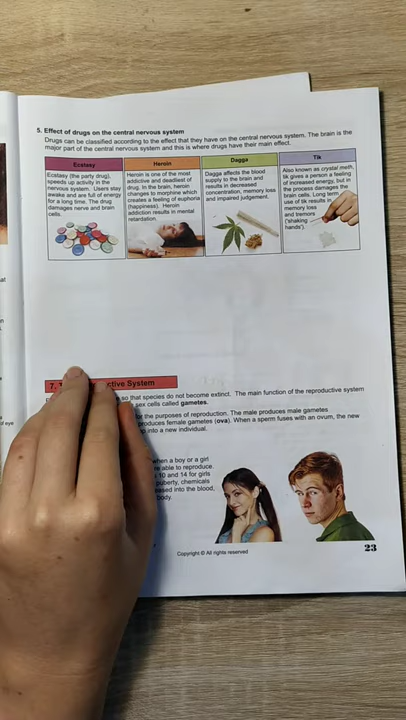 5. Effect of drugs on the central nervous system
Drugs can be classified according to the effect that they have on the central nervous system. The brain is the
major part of the central nervous system and this is where drugs have their main effect.
Ecstasy
Ecstasy (the party drug),
speeds up activity in the
nervous system. Users stay
awake and are full of energy
for a long time. The drug
damages nerve and brain
cells.
Heroin
Heroin is one of the most
addictive and deadliest of
drug. In the brain, heroin
changes to morphine which
creates a feeling of euphoria
(happiness). Heroin
addiction results in mental
retardation.
Dagga
Dagga affects the blood
supply to the brain and
results in decreased
concentration, memory loss
and impaired judgement.
Tik
Also known as crystal meth,
tik gives a person a feeling
of increased energy, but in
the process damages the
brain cells. Long term
use of tik results in
memory loss
and tremors
('shaking
hands').
7. ctive System
so that species do not become extinct. The main function of the reproductive system
sex cells called gametes.
for the purposes of reproduction. The male produces male gametes
produces female gametes (ova). When a sperm fuses with an ovum, the new
into a new individual.
when a boy or a girl
able to reproduce.
10 and 14 for girls
puberty, chemicals
into the blood,
body.
Copyright © All rights reserved
23